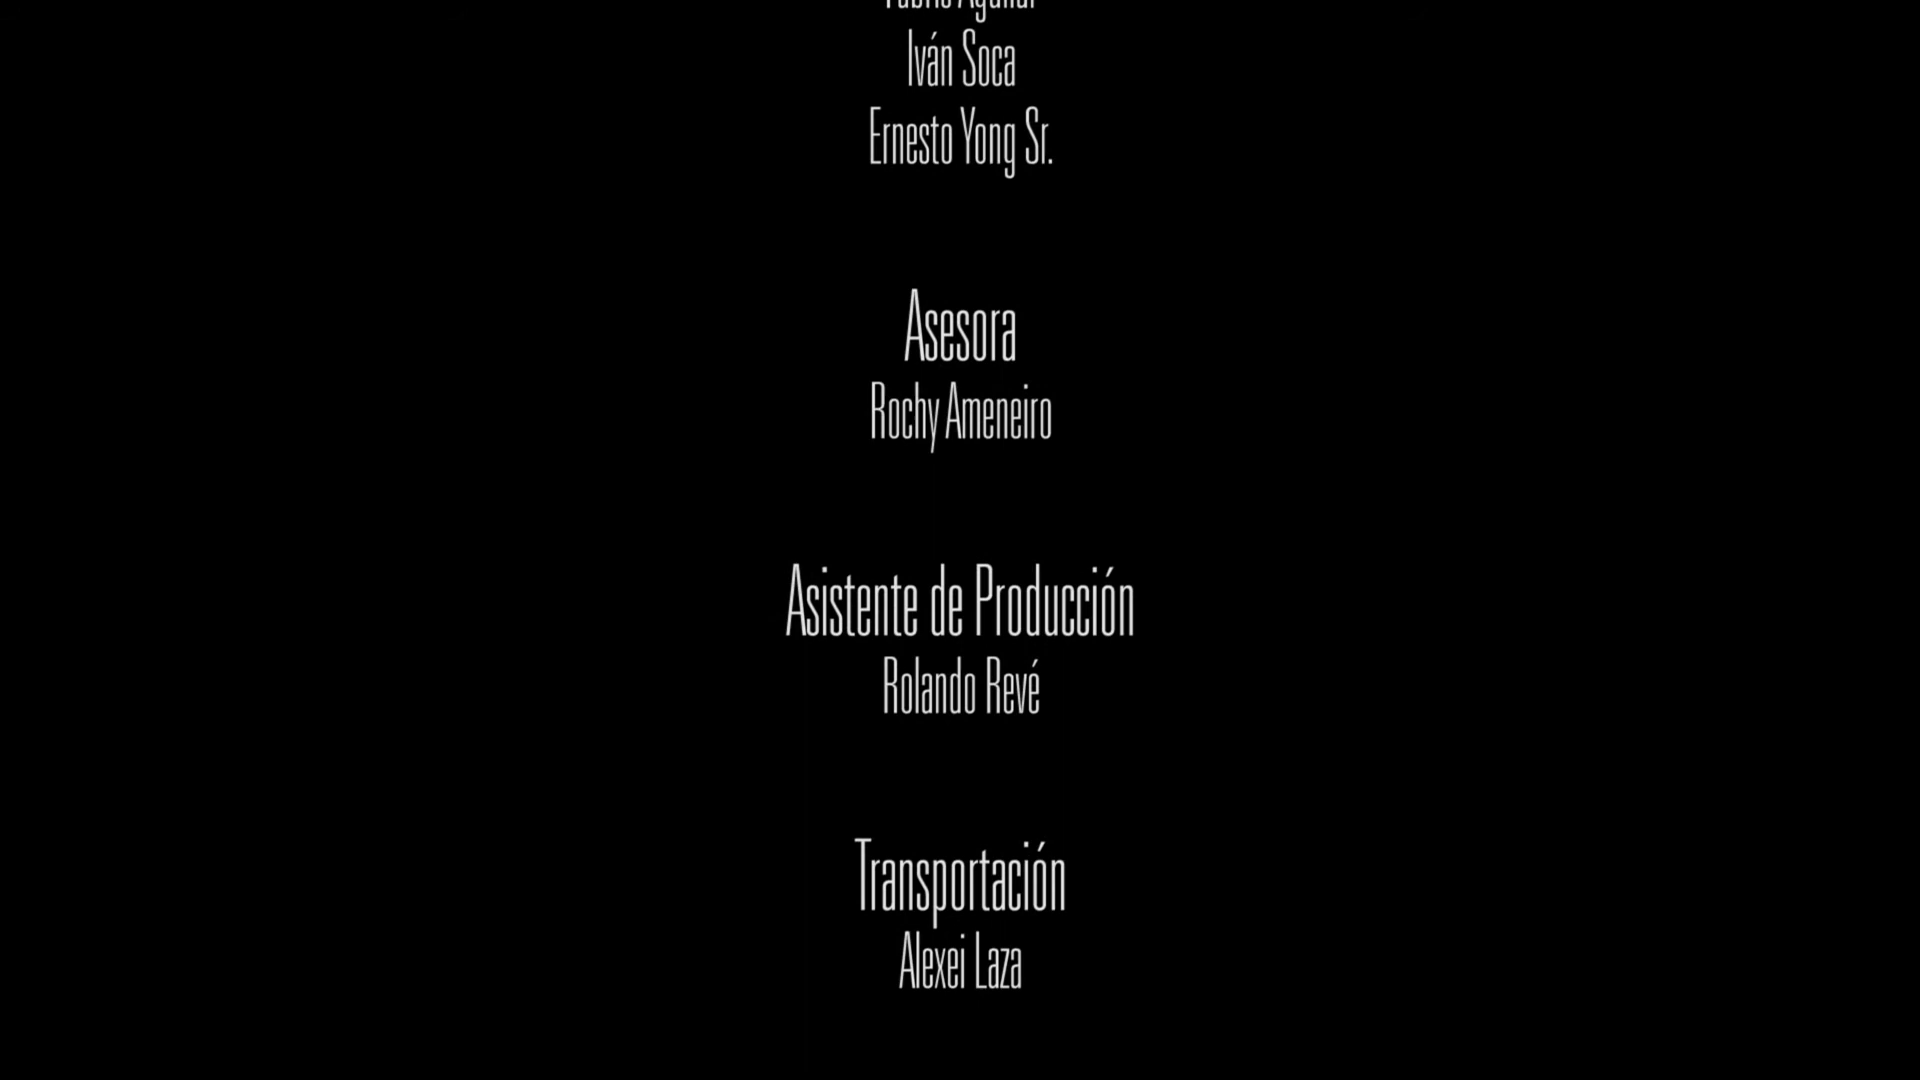 Iván Soca
Ernesto Yong Sr.
Asesora
Rochy Ameneiro
Asistente de Producción
Rolando Revé
Transportación
Alexei Laza